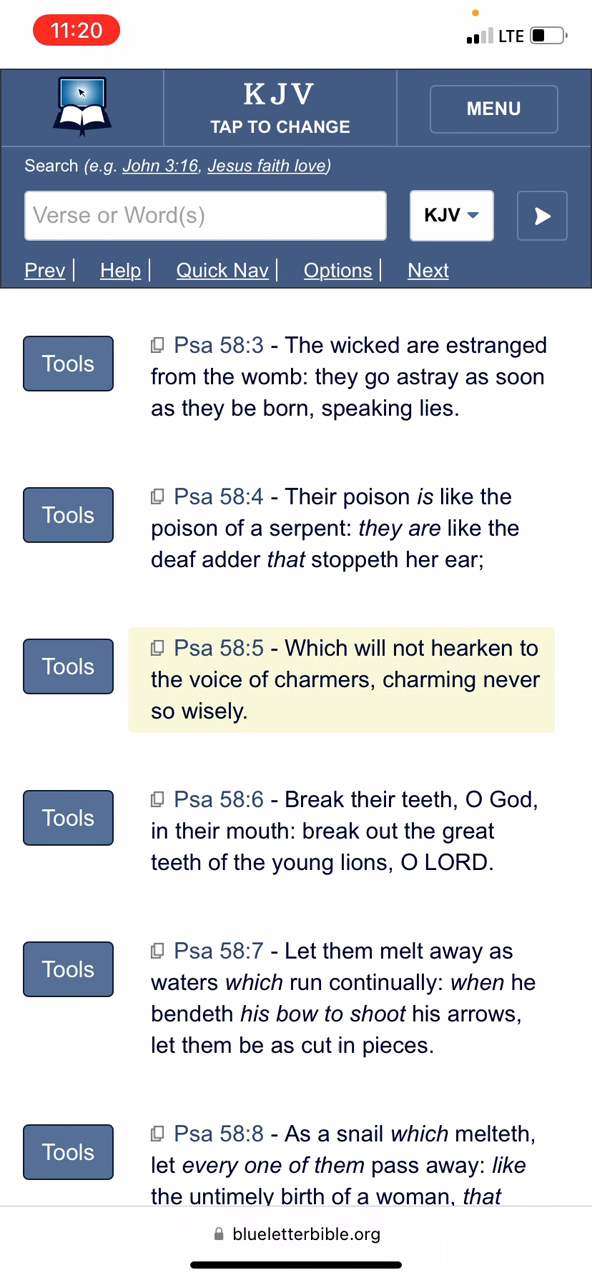 11:20
LTE
KJV
TAP TO CHANGE
MENU
Search (e.g. John 3:16, Jesus faith love)
Verse or Word(s)
KJV
Prev | Help | Quick Nav | Options | Next
Tools
Psa 58:3 - The wicked are estranged
from the womb: they go astray as soon
as they be born, speaking lies.
Tools
Psa 58:4 - Their poison is like the
poison of a serpent: they are like the
deaf adder that stoppeth her ear;
Tools
Psa 58:5 - Which will not hearken to
the voice of charmers, charming never
so wisely.
Tools
Psa 58:6 - Break their teeth, O God,
in their mouth: break out the great
teeth of the young lions, O LORD.
Tools
Psa 58:7 - Let them melt away as
waters which run continually: when he
bendeth his bow to shoot his arrows,
let them be as cut in pieces.
Tools
Psa 58:8 - As a snail which melteth,
let every one of them pass away: like
the untimely birth of a woman, that
blueletterbible.org